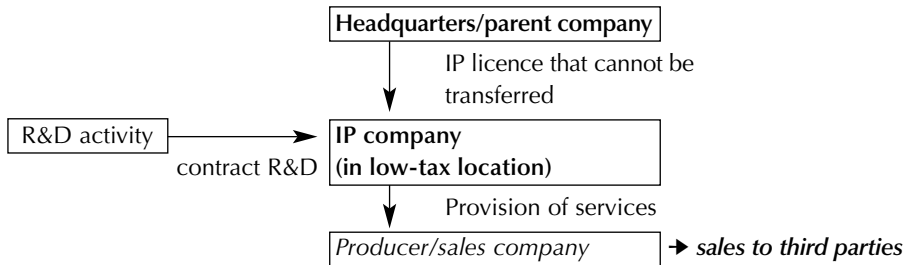 Headquarters/parent company
IP licence that cannot be
transferred
R&D activity
contract R&D
IP company
(in low-tax location)
Provision of services
Producer/sales company
sales to third parties